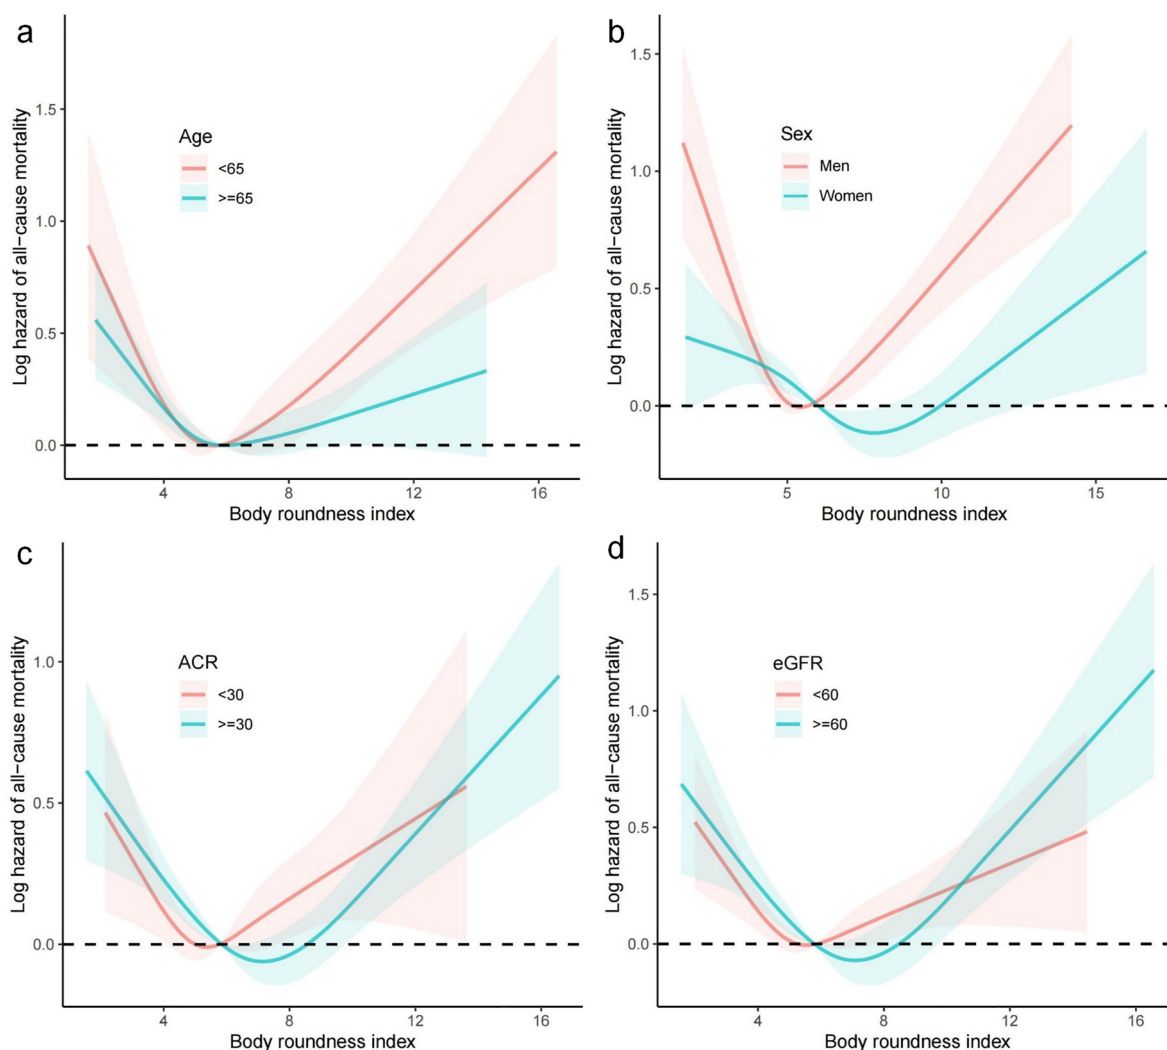 a
Log hazard of all−cause mortality
1.5
1.0
0.5
0.0
Age
<65
>=65
4
8
12
16
Body roundness index
b
Log hazard of all−cause mortality
1.5
1.0
0.5
0.0
Sex
Men
Women
5
10
15
Body roundness index
c
Log hazard of all−cause mortality
1.0
0.5
0.0
ACR
<30
>=30
4
8
12
16
Body roundness index
d
Log hazard of all−cause mortality
1.5
1.0
0.5
0.0
eGFR
<60
>=60
4
8
12
16
Body roundness index